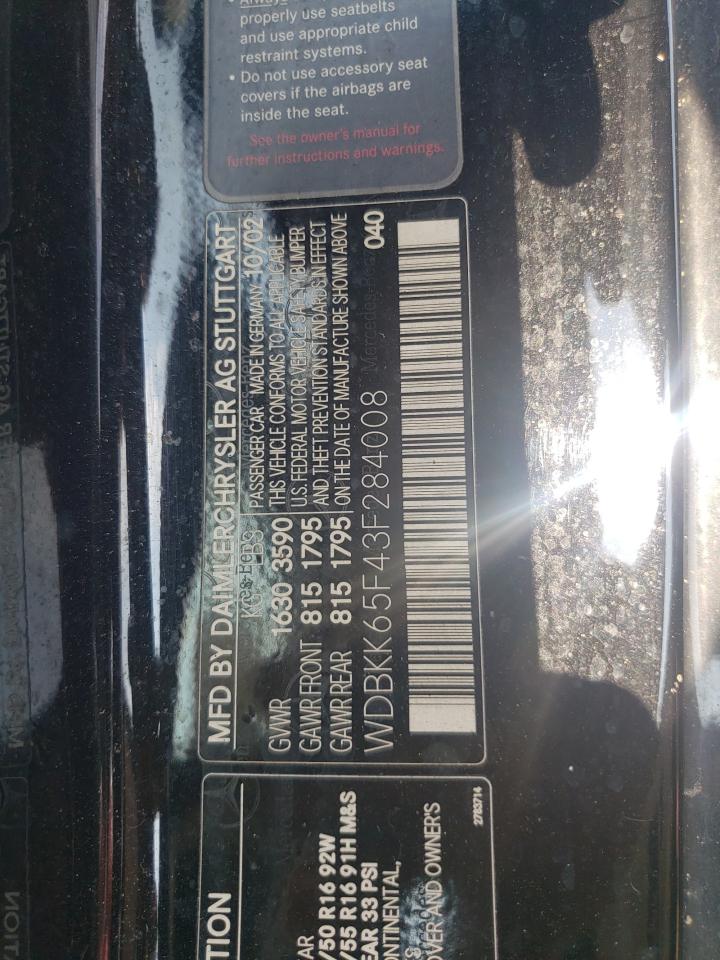 • Always
properly use seatbelts
and use appropriate child
restraint systems.
• Do not use accessory seat
covers if the airbags are
inside the seat.
See the owner's manual for
further instructions and warnings.
MFD BY DAIMLERCHRYSLER AG STUTTGART
KGS LBS
PASSENGER CAR MADE IN GERMANY 10/02
GVWR 1630 3590
THIS VEHICLE CONFORMS TO ALL APPLICABLE
GAWR FRONT 815 1795
U.S. FEDERAL MOTOR VEHICLE SAFETY/BUMPER
AND THEFT PREVENTION STANDARDS IN EFFECT
GAWR REAR 815 1795
ON THE DATE OF MANUFACTURE SHOWN ABOVE
WDBKK65F43F284008
040
/50 R16 92W
/55 R16 91H M&S
33 PSI
AND OWNER'S
2763714